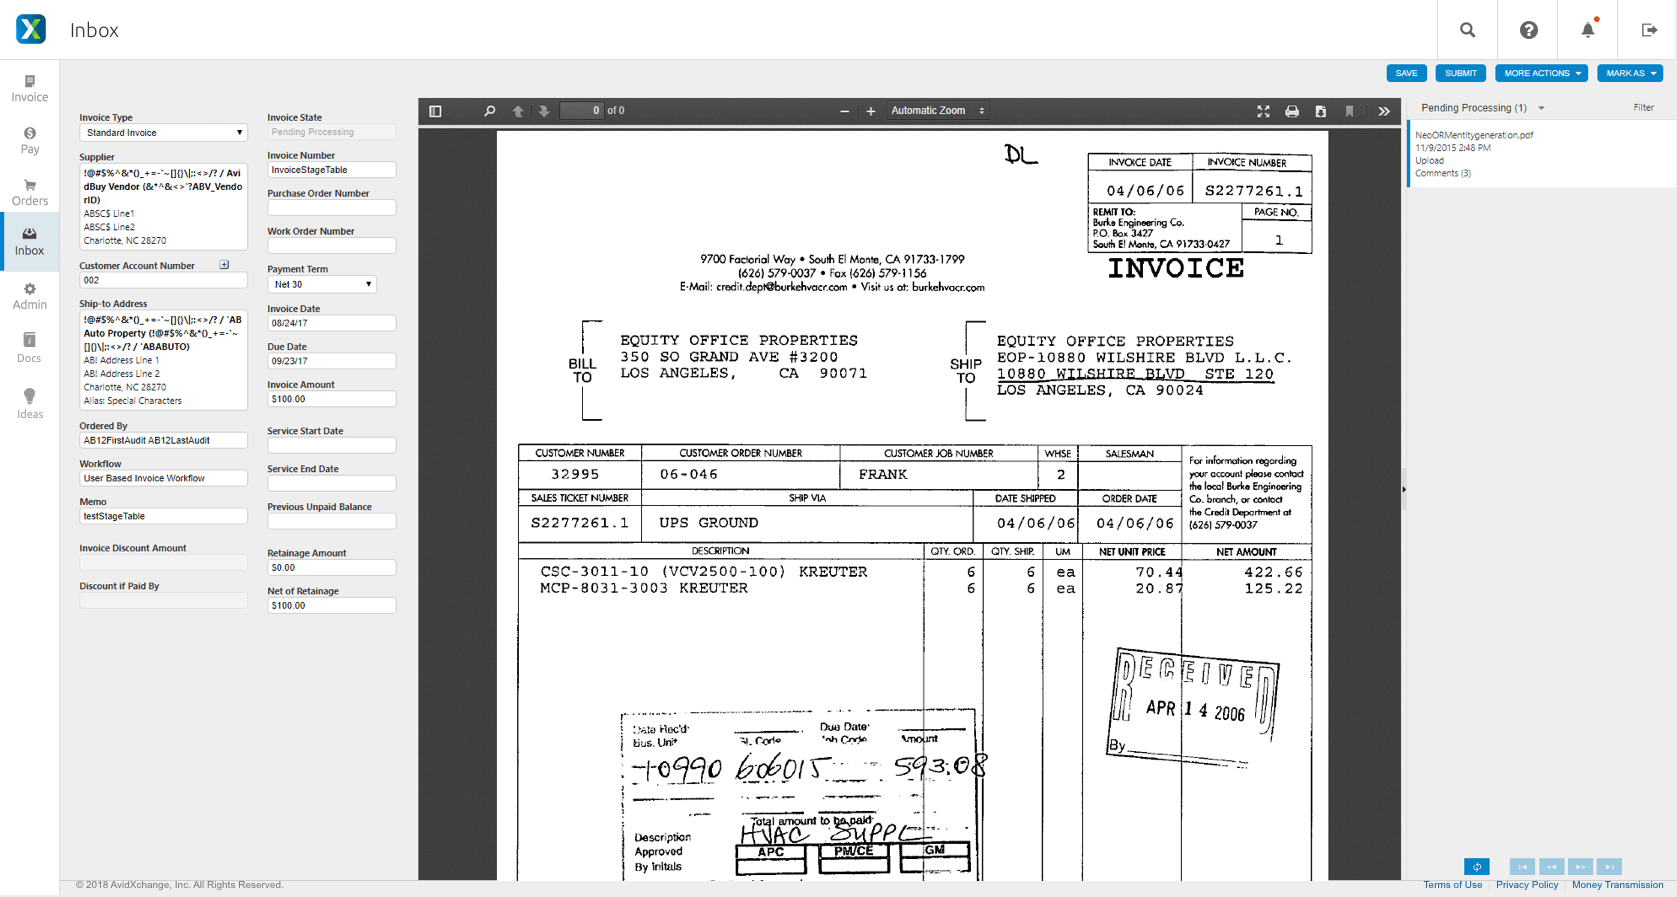 Inbox
SAVE
SUBMIT
MORE ACTIONS
MARK AS
Invoice
Pay
Orders
Inbox
Admin
Docs
Ideas
Invoice Type
Standard Invoice
Supplier
!@#$%^&*()_+=-`~[]{}\|;:<>/? / Avi
dBuy Vendor (&*^&<>'?ABV_Vendo
rID)
ABSC$ Line1
ABSC$ Line2
Charlotte, NC 28270
Customer Account Number
002
Ship-to Address
!@#$%^&*()_+=-`~[]{}\|;:<>/? / 'AB
Auto Property (!@#$%^&*()_+=-`~
[]{}\|;:<>/? / 'ABABUTO)
AB! Address Line 1
AB! Address Line 2
Charlotte, NC 28270
Alias: Special Characters
Ordered By
AB12FirstAudit AB12LastAudit
Workflow
User Based Invoice Workflow
Memo
testStageTable
Invoice Discount Amount
Discount if Paid By
Invoice State
Pending Processing
Invoice Number
InvoiceStageTable
Purchase Order Number
Work Order Number
Payment Term
Net 30
Invoice Date
08/24/17
Due Date
09/23/17
Invoice Amount
$100.00
Service Start Date
Service End Date
Previous Unpaid Balance
Retainage Amount
$0.00
Net of Retainage
$100.00
0 of 0
Automatic Zoom
DL
INVOICE DATE INVOICE NUMBER
04/06/06 S2277261.1
REMIT TO: PAGE NO.
Burke Engineering Co.
P.O. Box 3427
South El Monte, CA 91733-0427 1
INVOICE
9700 Factorial Way • South El Monte, CA 91733-1799
(626) 579-0037 • Fax (626) 579-1156
E-Mail: credit.dept@burkehvacr.com • Visit us at: burkehvacr.com
BILL TO
EQUITY OFFICE PROPERTIES
350 SO GRAND AVE #3200
LOS ANGELES, CA 90071
SHIP TO
EQUITY OFFICE PROPERTIES
EOP-10880 WILSHIRE BLVD L.L.C.
10880 WILSHIRE BLVD STE 120
LOS ANGELES, CA 90024
CUSTOMER NUMBER CUSTOMER ORDER NUMBER CUSTOMER JOB NUMBER WHSE SALESMAN
32995 06-046 FRANK 2
For information regarding
your account please contact
the local Burke Engineering
Co. branch, or contact
the Credit Department at
(626) 579-0037
SALES TICKET NUMBER SHIP VIA DATE SHIPPED ORDER DATE
S2277261.1 UPS GROUND 04/06/06 04/06/06
DESCRIPTION QTY. ORD. QTY. SHIP. UM NET UNIT PRICE NET AMOUNT
CSC-3011-10 (VCV2500-100) KREUTER 6 6 ea 70.44 422.66
MCP-8031-3003 KREUTER 6 6 ea 20.87 125.22
RECEIVED
APR 14 2006
By
Date Rec'd: Due Date:
Bus. Unit GL Code Job Code Amount
10990 606015 593.08
Total amount to be paid:
Description HVAC SUPPL
Approved APC PM/CE GM
By Initials
Pending Processing (1)
Filter
NeoORMentitygeneration.pdf
11/9/2015 2:48 PM
Upload
Comments (3)
© 2018 AvidXchange, Inc. All Rights Reserved.
Terms of Use
Privacy Policy
Money Transmission